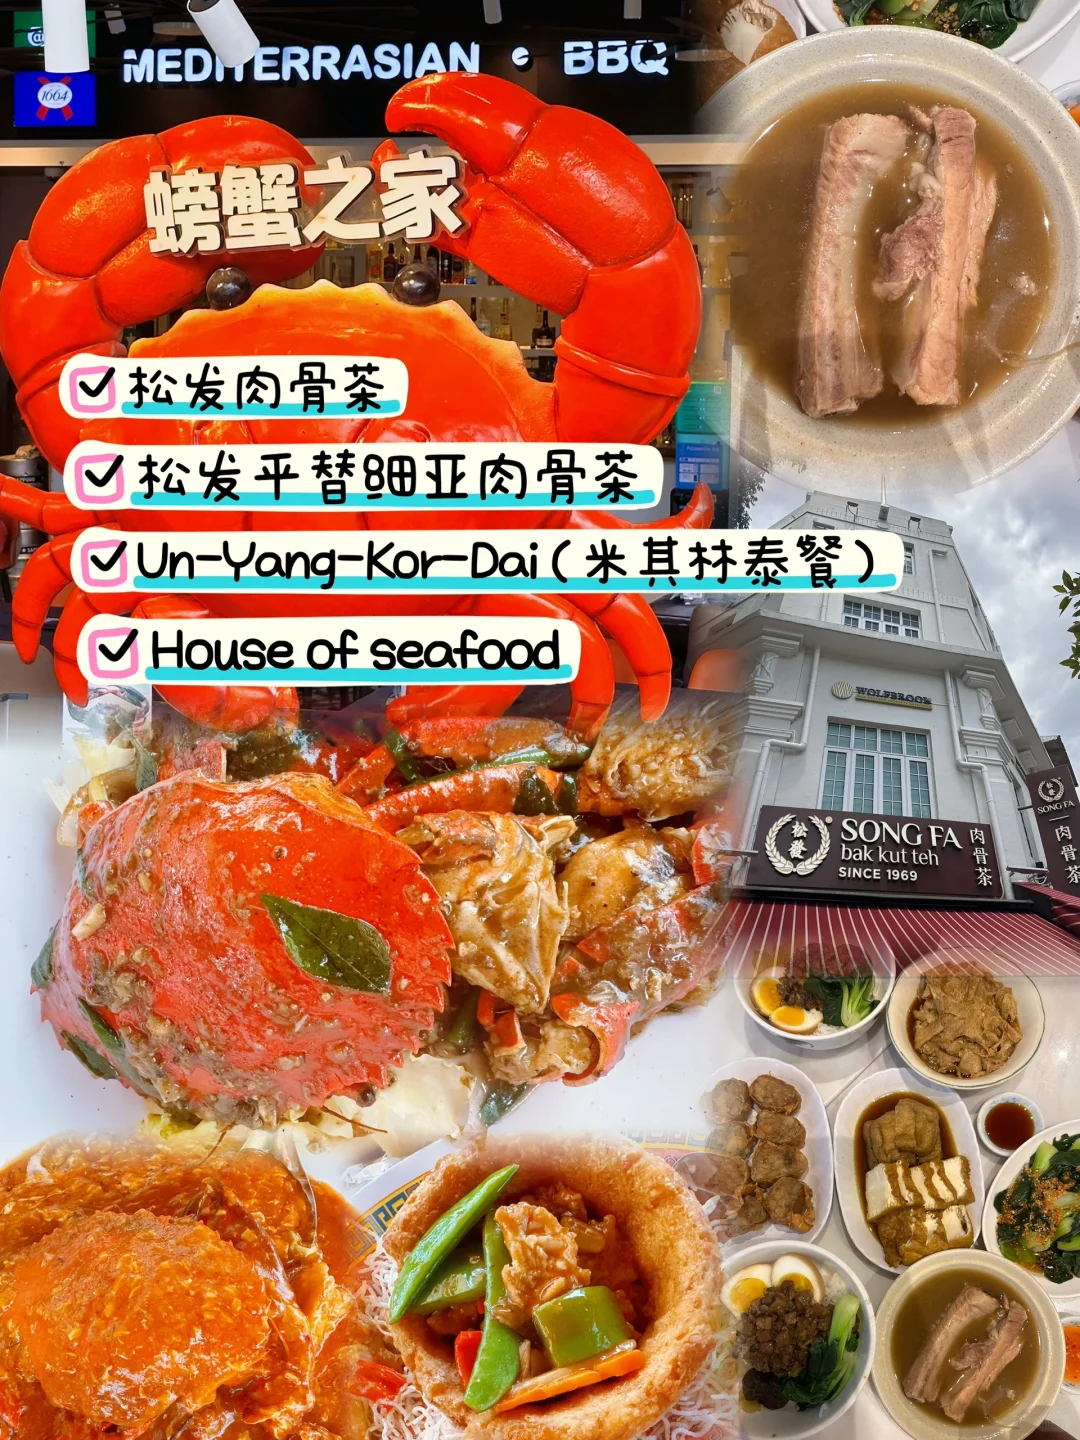 MEDITERRASIAN • BBQ
1664
螃蟹之家
松发肉骨茶
松发平替细亚肉骨茶
Un-Yang-Kor-Dai(米其林泰餐)
House of seafood
WOLFBROOK
松發
SONG FA
bak kut teh
SINCE 1969
肉骨茶
松發
SONG FA
肉骨茶